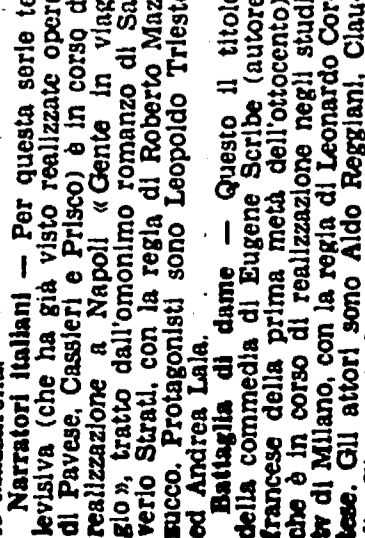 Narratori italiani — Per questa serie te-
levisiva (che ha già visto realizzate opere
di Pavese, Cassieri e Prisco) è in corso di
realizzazione a Napoli « Gente in viag-
gio », tratto dall'omonimo romanzo di Sa-
verio Strati, con la regia di Roberto Maz-
succo. Protagonisti sono Leopoldo Trieste
ed Andrea Lala.
Battaglia di dame — Questo il titolo
della commedia di Eugene Scribe (autore
francese della prima metà dell'ottocento)
che è in corso di realizzazione negli studi
tv di Milano, con la regia di Leonardo Cor-
tese. Gli attori sono Aldo Reggiani, Clau-